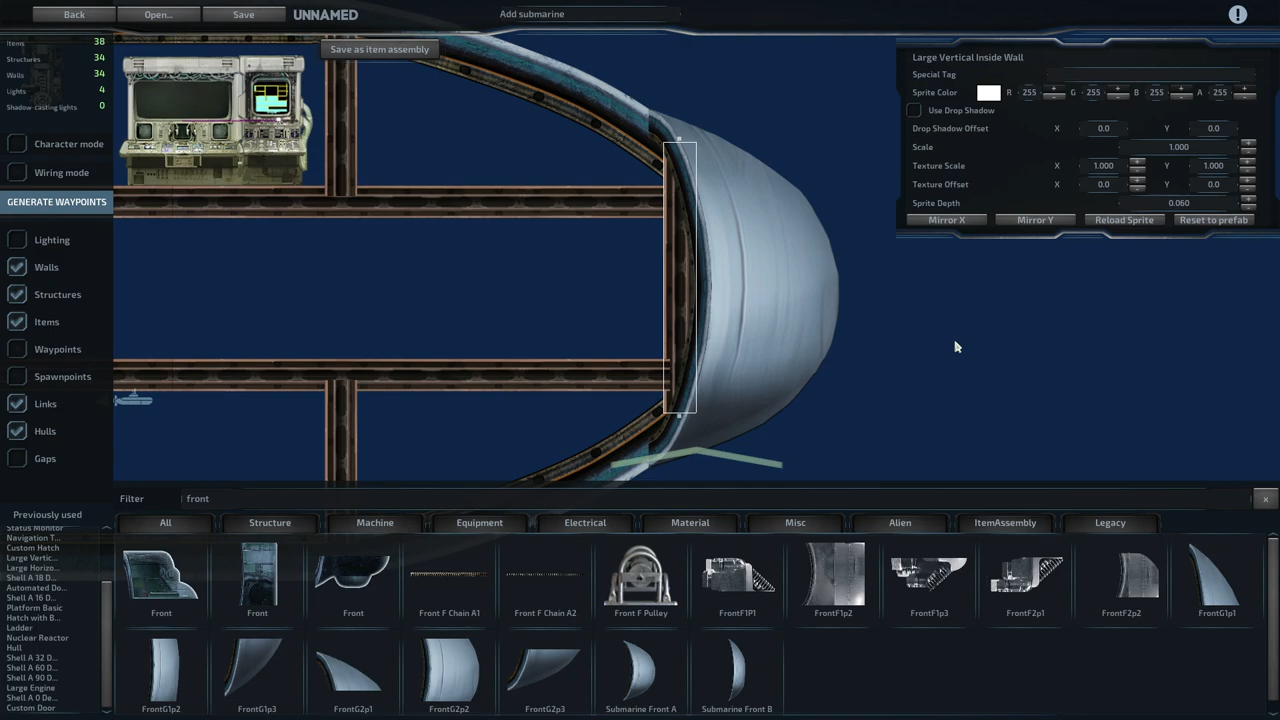 Back
Open...
Save
UNNAMED
Add submarine
!
Items 38
Structures 34
Walls 34
Lights 4
Shadow casting lights 0
Character mode
Wiring mode
GENERATE WAYPOINTS
Lighting
Walls
Structures
Items
Waypoints
Spawnpoints
Links
Hulls
Gaps
Save as item assembly
Large Vertical Inside Wall
Special Tag
Sprite Color R 255 + - G 255 + - B 255 + - A 255 + -
Use Drop Shadow
Drop Shadow Offset X 0.0 Y 0.0
Scale 1.000 + -
Texture Scale X 1.000 + - Y 1.000 + -
Texture Offset X 0.0 + - Y 0.0 + -
Sprite Depth 0.060 + -
Mirror X Mirror Y Reload Sprite Reset to prefab
Previously used
Status Monitor
Navigation T...
Custom Hatch
Large Vertic...
Large Horizo...
Shell A 18 D...
Automated Do...
Shell A 16 D...
Platform Basic
Hatch with B...
Ladder
Nuclear Reactor
Hull
Shell A 32 D...
Shell A 60 D...
Shell A 90 D...
Large Engine
Shell A 0 De...
Custom Door
Filter front ×
All Structure Machine Equipment Electrical Material Misc Alien ItemAssembly Legacy
Front Front Front Front F Chain A1 Front F Chain A2 Front F Pulley FrontF1P1 FrontF1p2 FrontF1p3 FrontF2p1 FrontF2p2 FrontG1p1
FrontG1p2 FrontG1p3 FrontG2p1 FrontG2p2 FrontG2p3 Submarine Front A Submarine Front B